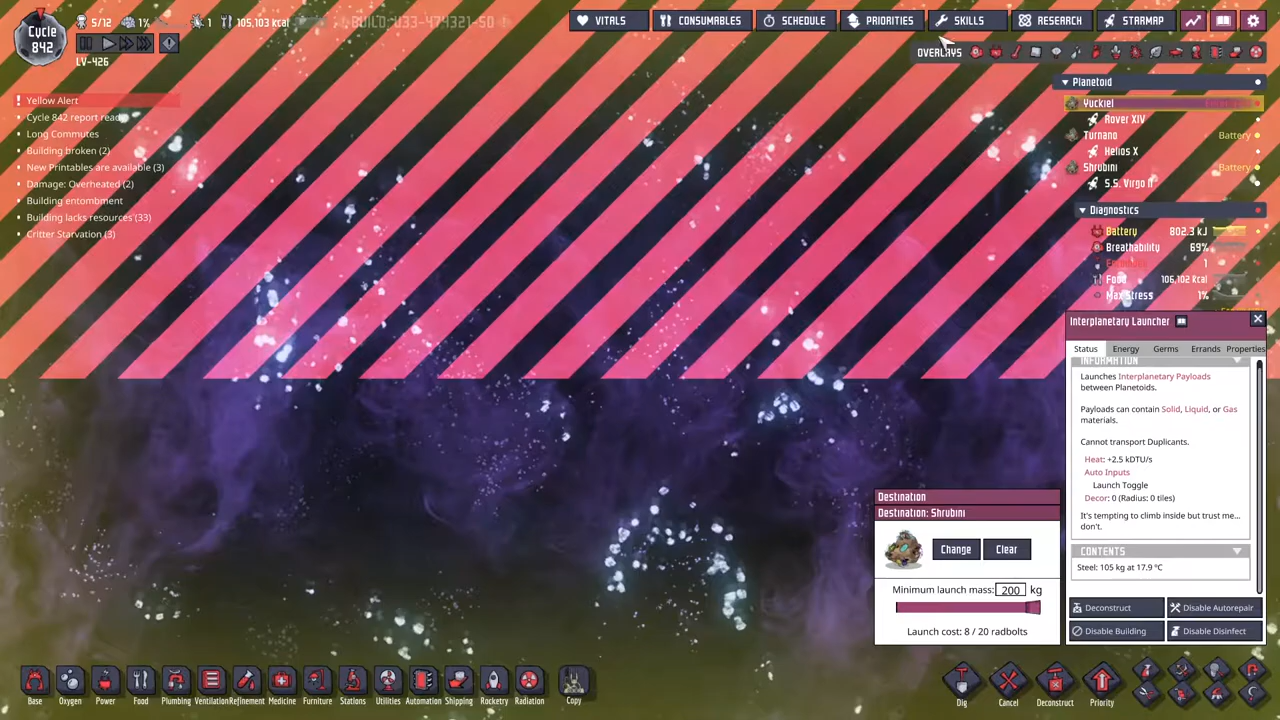 Cycle
842
5/12
1%
1
105,103 kcal
BUILD: U33-474321-SD
LV-426
VITALS
CONSUMABLES
SCHEDULE
PRIORITIES
SKILLS
RESEARCH
STARMAP
OVERLAYS
Yellow Alert
Cycle 842 report ready
Long Commutes
Building broken (2)
New Printables are available (3)
Damage: Overheated (2)
Building entombment
Building lacks resources (33)
Critter Starvation (3)
Planetoid
Yuckiel
Rover XIV
Turnano Battery
Helios X
Shrubini Battery
S.S. Virgo II
Diagnostics
Battery 802.3 kJ
Breathability 69%
1
Food 106,102 kcal
Max Stress 1%
Interplanetary Launcher
Status Energy Germs Errands Properties
INFORMATION
Launches Interplanetary Payloads
between Planetoids.
Payloads can contain Solid, Liquid, or Gas
materials.
Cannot transport Duplicants.
Heat: +2.5 kDTU/s
Auto Inputs
Launch Toggle
Decor: 0 (Radius: 0 tiles)
It's tempting to climb inside but trust me...
don't.
CONTENTS
Steel: 105 kg at 17.9 °C
Deconstruct Disable Autorepair
Disable Building Disable Disinfect
Destination
Destination: Shrubini
Change Clear
Minimum launch mass: 200 kg
Launch cost: 8 / 20 radbolts
Base Oxygen Power Food Plumbing Ventilation Refinement Medicine Furniture Stations Utilities Automation Shipping Rocketry Radiation Copy
Dig Cancel Deconstruct Priority